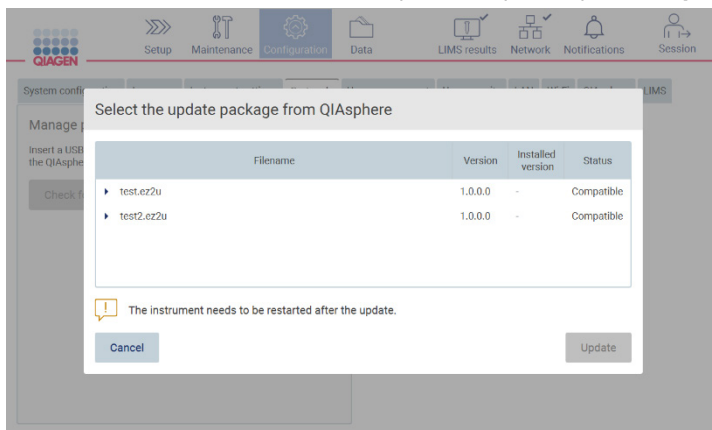 QIAGEN
Setup
Maintenance
Configuration
Data
LIMS results
Network
Notifications
Session
System
LIMS
Select the update package from QIAsphere
Manage
Insert a USB
the QIAsphe
Check
Filename
Version
Installed
version
Status
test.ez2u
1.0.0.0
-
Compatible
test2.ez2u
1.0.0.0
-
Compatible
The instrument needs to be restarted after the update.
Cancel
Update